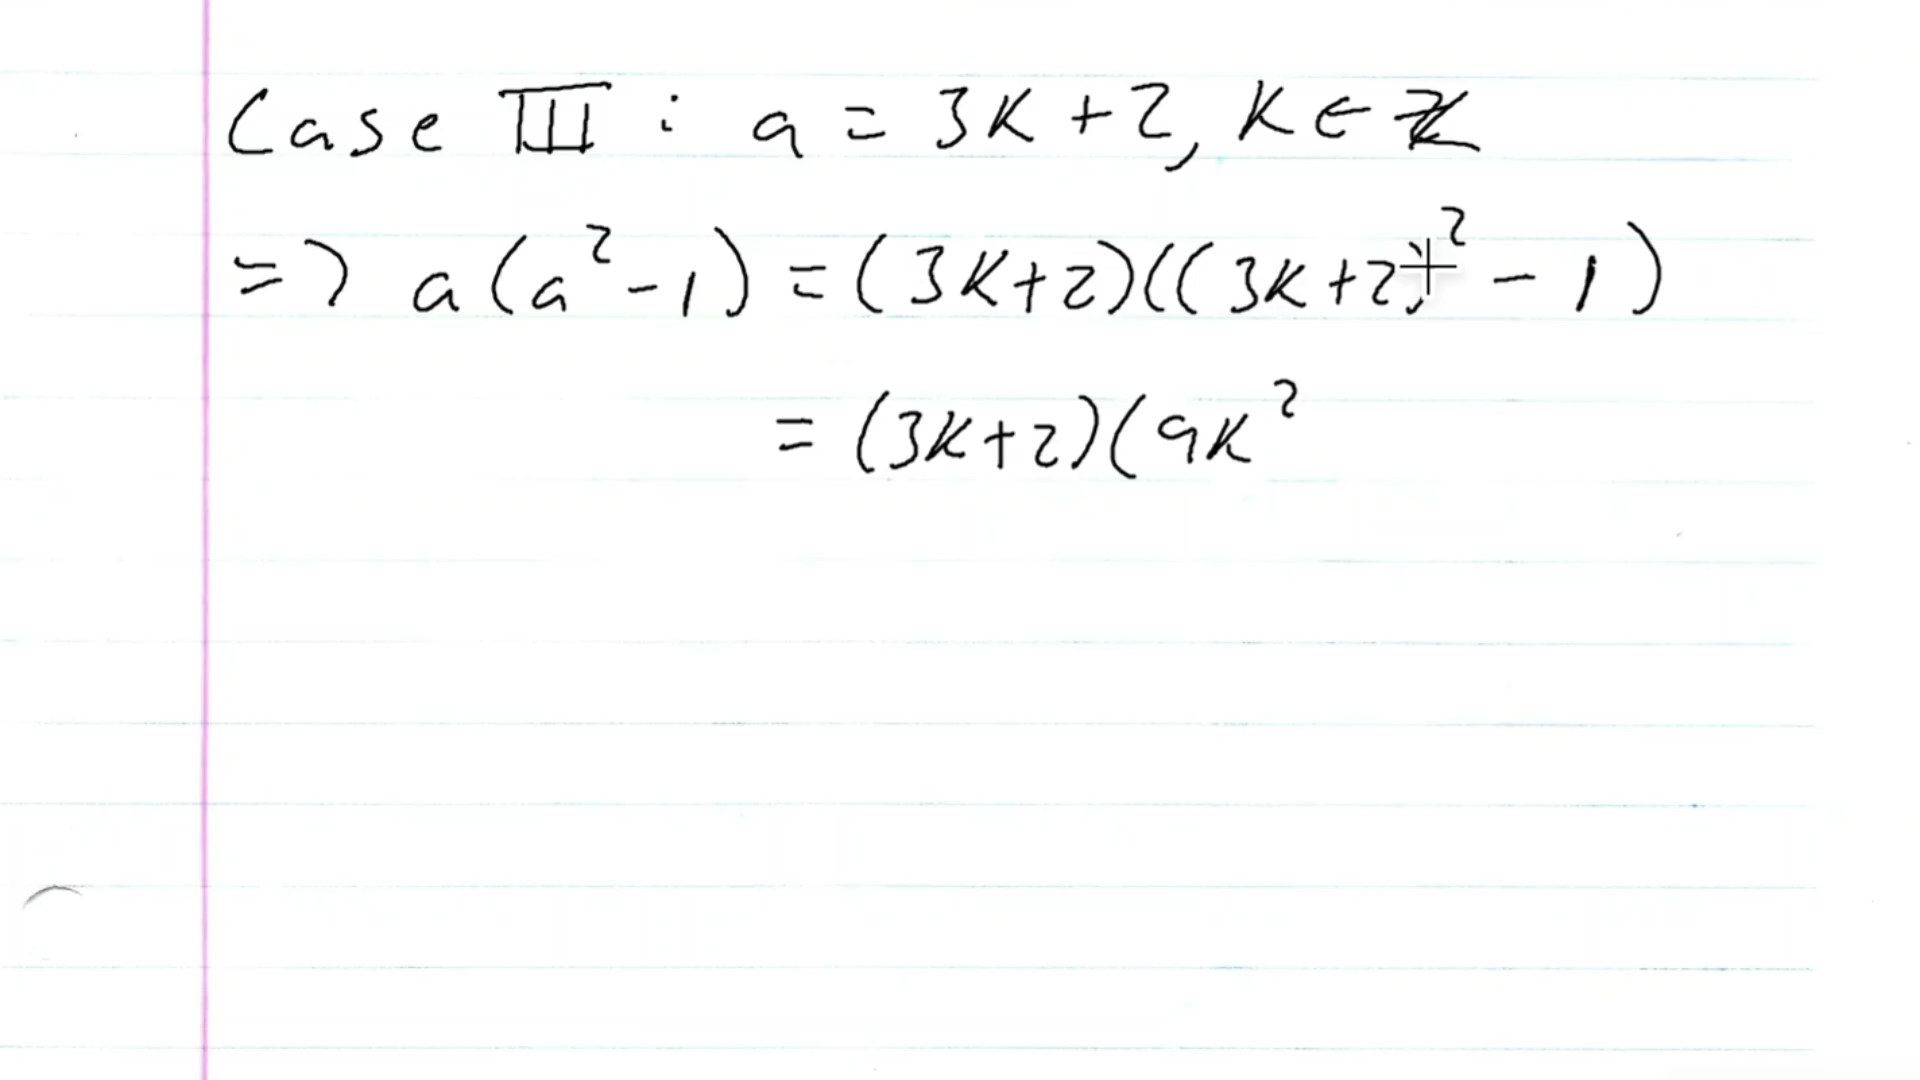 Case III : a = 3k+2, k ∈ ℤ
=> a(a²-1) = (3k+2)((3k+2)² - 1)
= (3k+2)(9k²